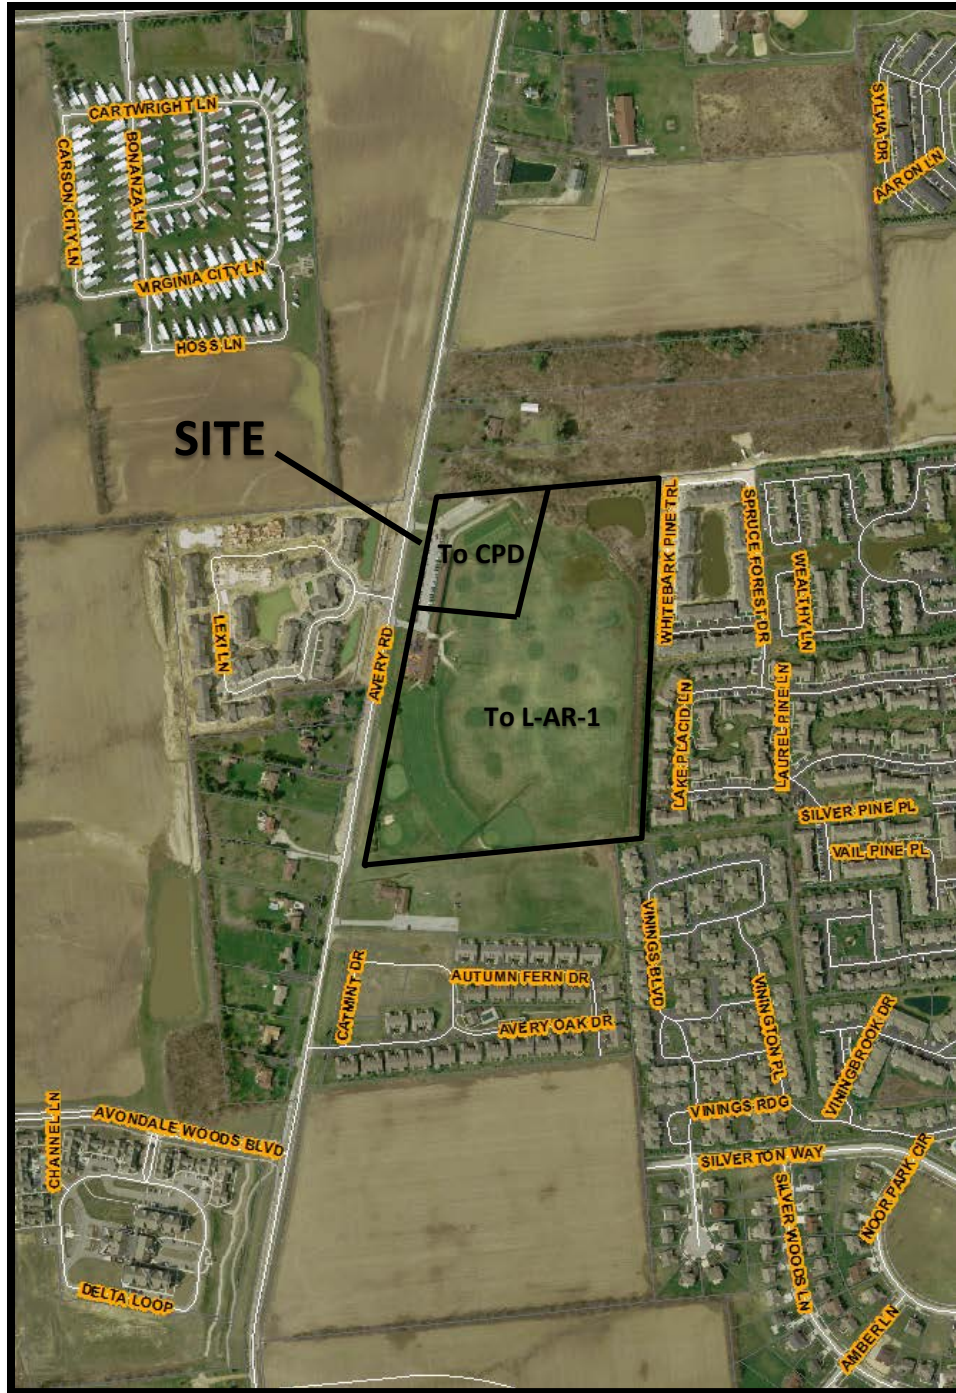 CARTWRIGHT LN
BONANZA LN
CARSON CITY LN
VIRGINIA CITY LN
HOSS LN
SYLVIA DR
AARON LN
SITE
To CPD
To L-AR-1
AVERY RD
LEXI LN
WHITEBARK PINE TRL
SPRUCE FOREST DR
WEALTHY LN
LAKE PLACID LN
LAUREL PINE LN
SILVER PINE PL
VAIL PINE PL
VININGS BLVD
VININGTON PL
VININGBROOK DR
CATMINT DR
AUTUMN FERN DR
AVERY OAK DR
VININGS RDG
SILVERTON WAY
SILVER WOODS LN
NOOR PARK CIR
AMBER LN
CHANNEL LN
AVONDALE WOODS BLVD
DELTA LOOP